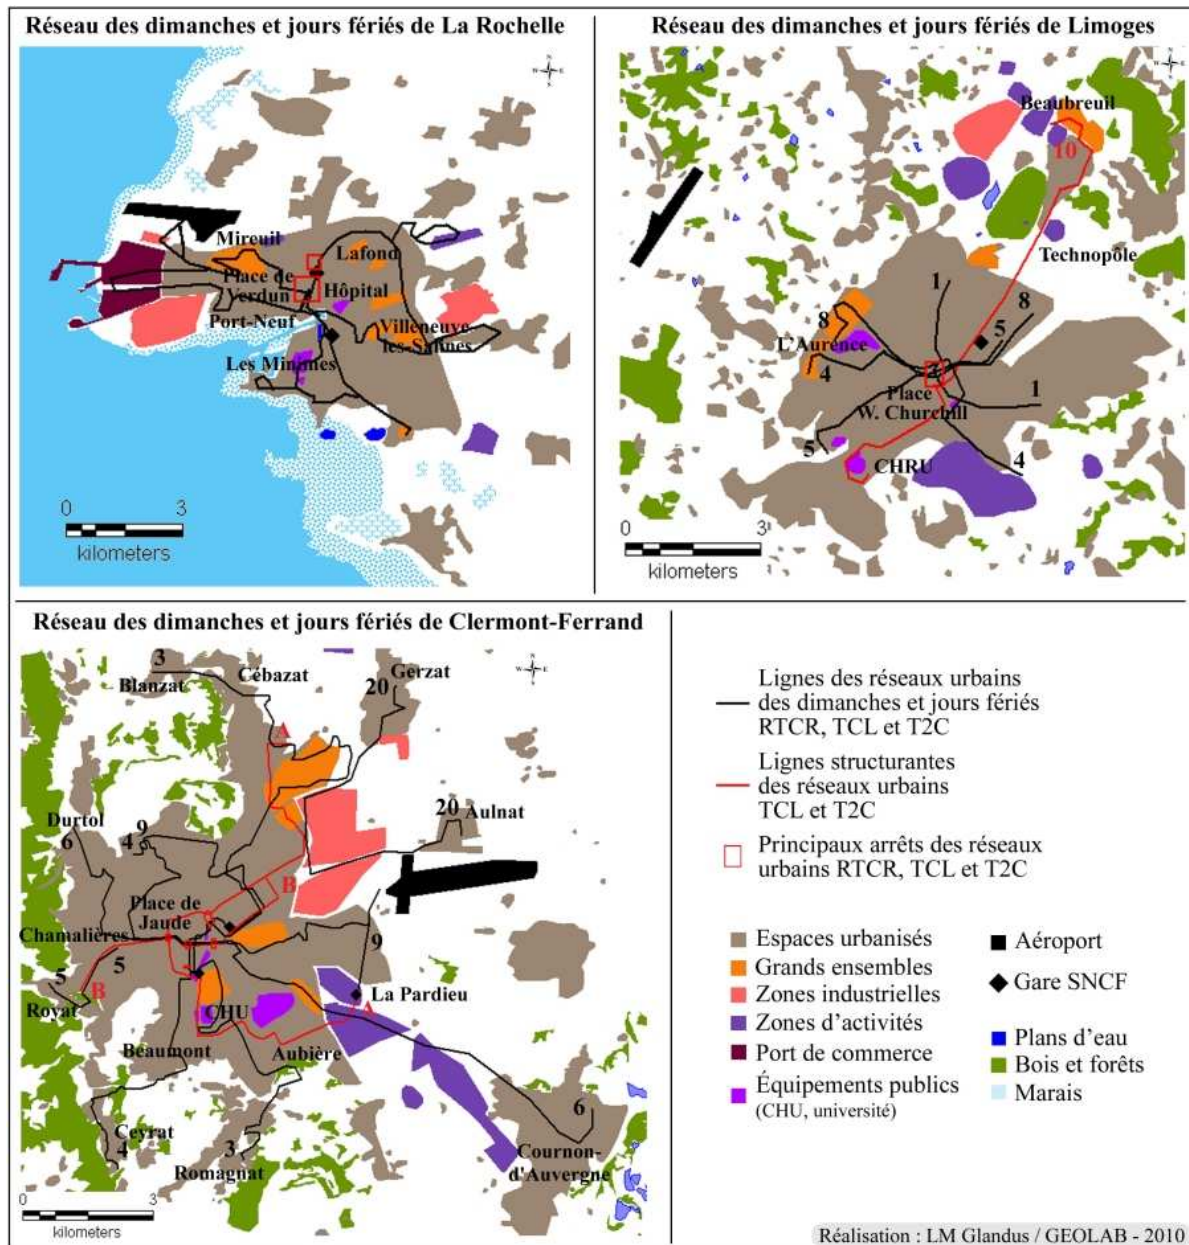 Réseau des dimanches et jours fériés de La Rochelle
Mireuil
Lafond
Place de
Verdun
Hôpital
Port-Neuf
Villeneuve-
les-Salines
Les Minimes
0 3
kilometers
Réseau des dimanches et jours fériés de Limoges
Beaubreuil
10
Technopôle
1
8
8
5
L'Aurence
4
Place
W. Churchill
1
5
CHRU
4
0 3
kilometers
Réseau des dimanches et jours fériés de Clermont-Ferrand
3
Blanzat
Cébazat
Gerzat
20
A
20 Aulnat
Durtol
6
9
4
B
Place de
Jaude
Chamalières
5
9
5
B
Royat
La Pardieu
CHU
A
Beaumont
Aubière
6
Ceyrat
4
3
Romagnat
Cournon-
d'Auvergne
0 3
kilometers
Lignes des réseaux urbains
des dimanches et jours fériés
RTCR, TCL et T2C
Lignes structurantes
des réseaux urbains
TCL et T2C
Principaux arrêts des réseaux
urbains RTCR, TCL et T2C
Espaces urbanisés
Grands ensembles
Zones industrielles
Zones d'activités
Port de commerce
Équipements publics
(CHU, université)
Aéroport
Gare SNCF
Plans d'eau
Bois et forêts
Marais
Réalisation : LM Glandus / GEOLAB - 2010